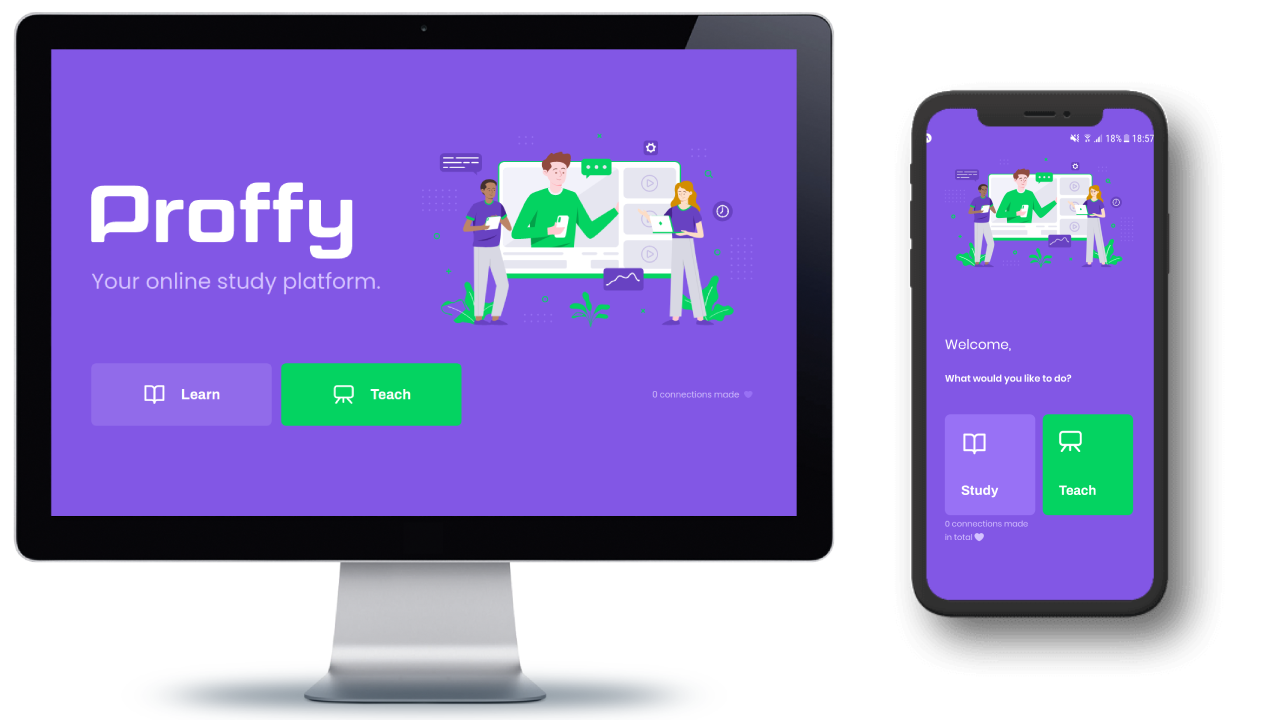 Proffy
Your online study platform.
Learn
Teach
0 connections made
18% 18:57
Welcome,
What would you like to do?
Study
Teach
0 connections made
in total